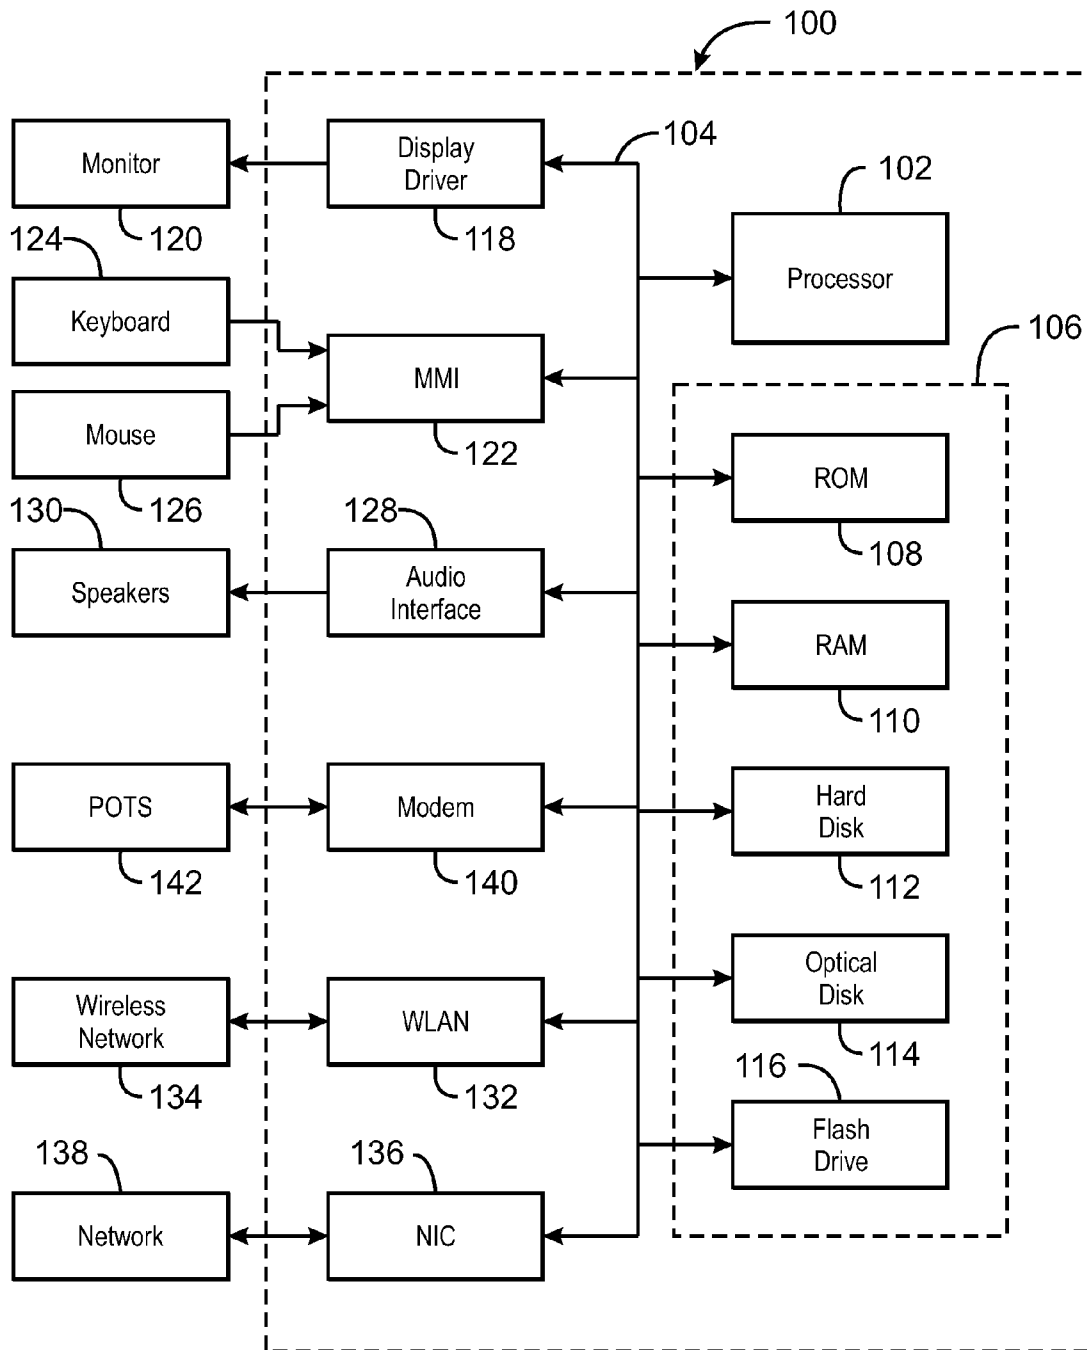 100
104
Monitor
120
Display
Driver
118
102
Processor
124
Keyboard
Mouse
126
MMI
122
106
ROM
108
130
Speakers
128
Audio
Interface
RAM
110
POTS
142
Modem
140
Hard
Disk
112
Wireless
Network
134
WLAN
132
Optical
Disk
114
116
Flash
Drive
138
Network
136
NIC